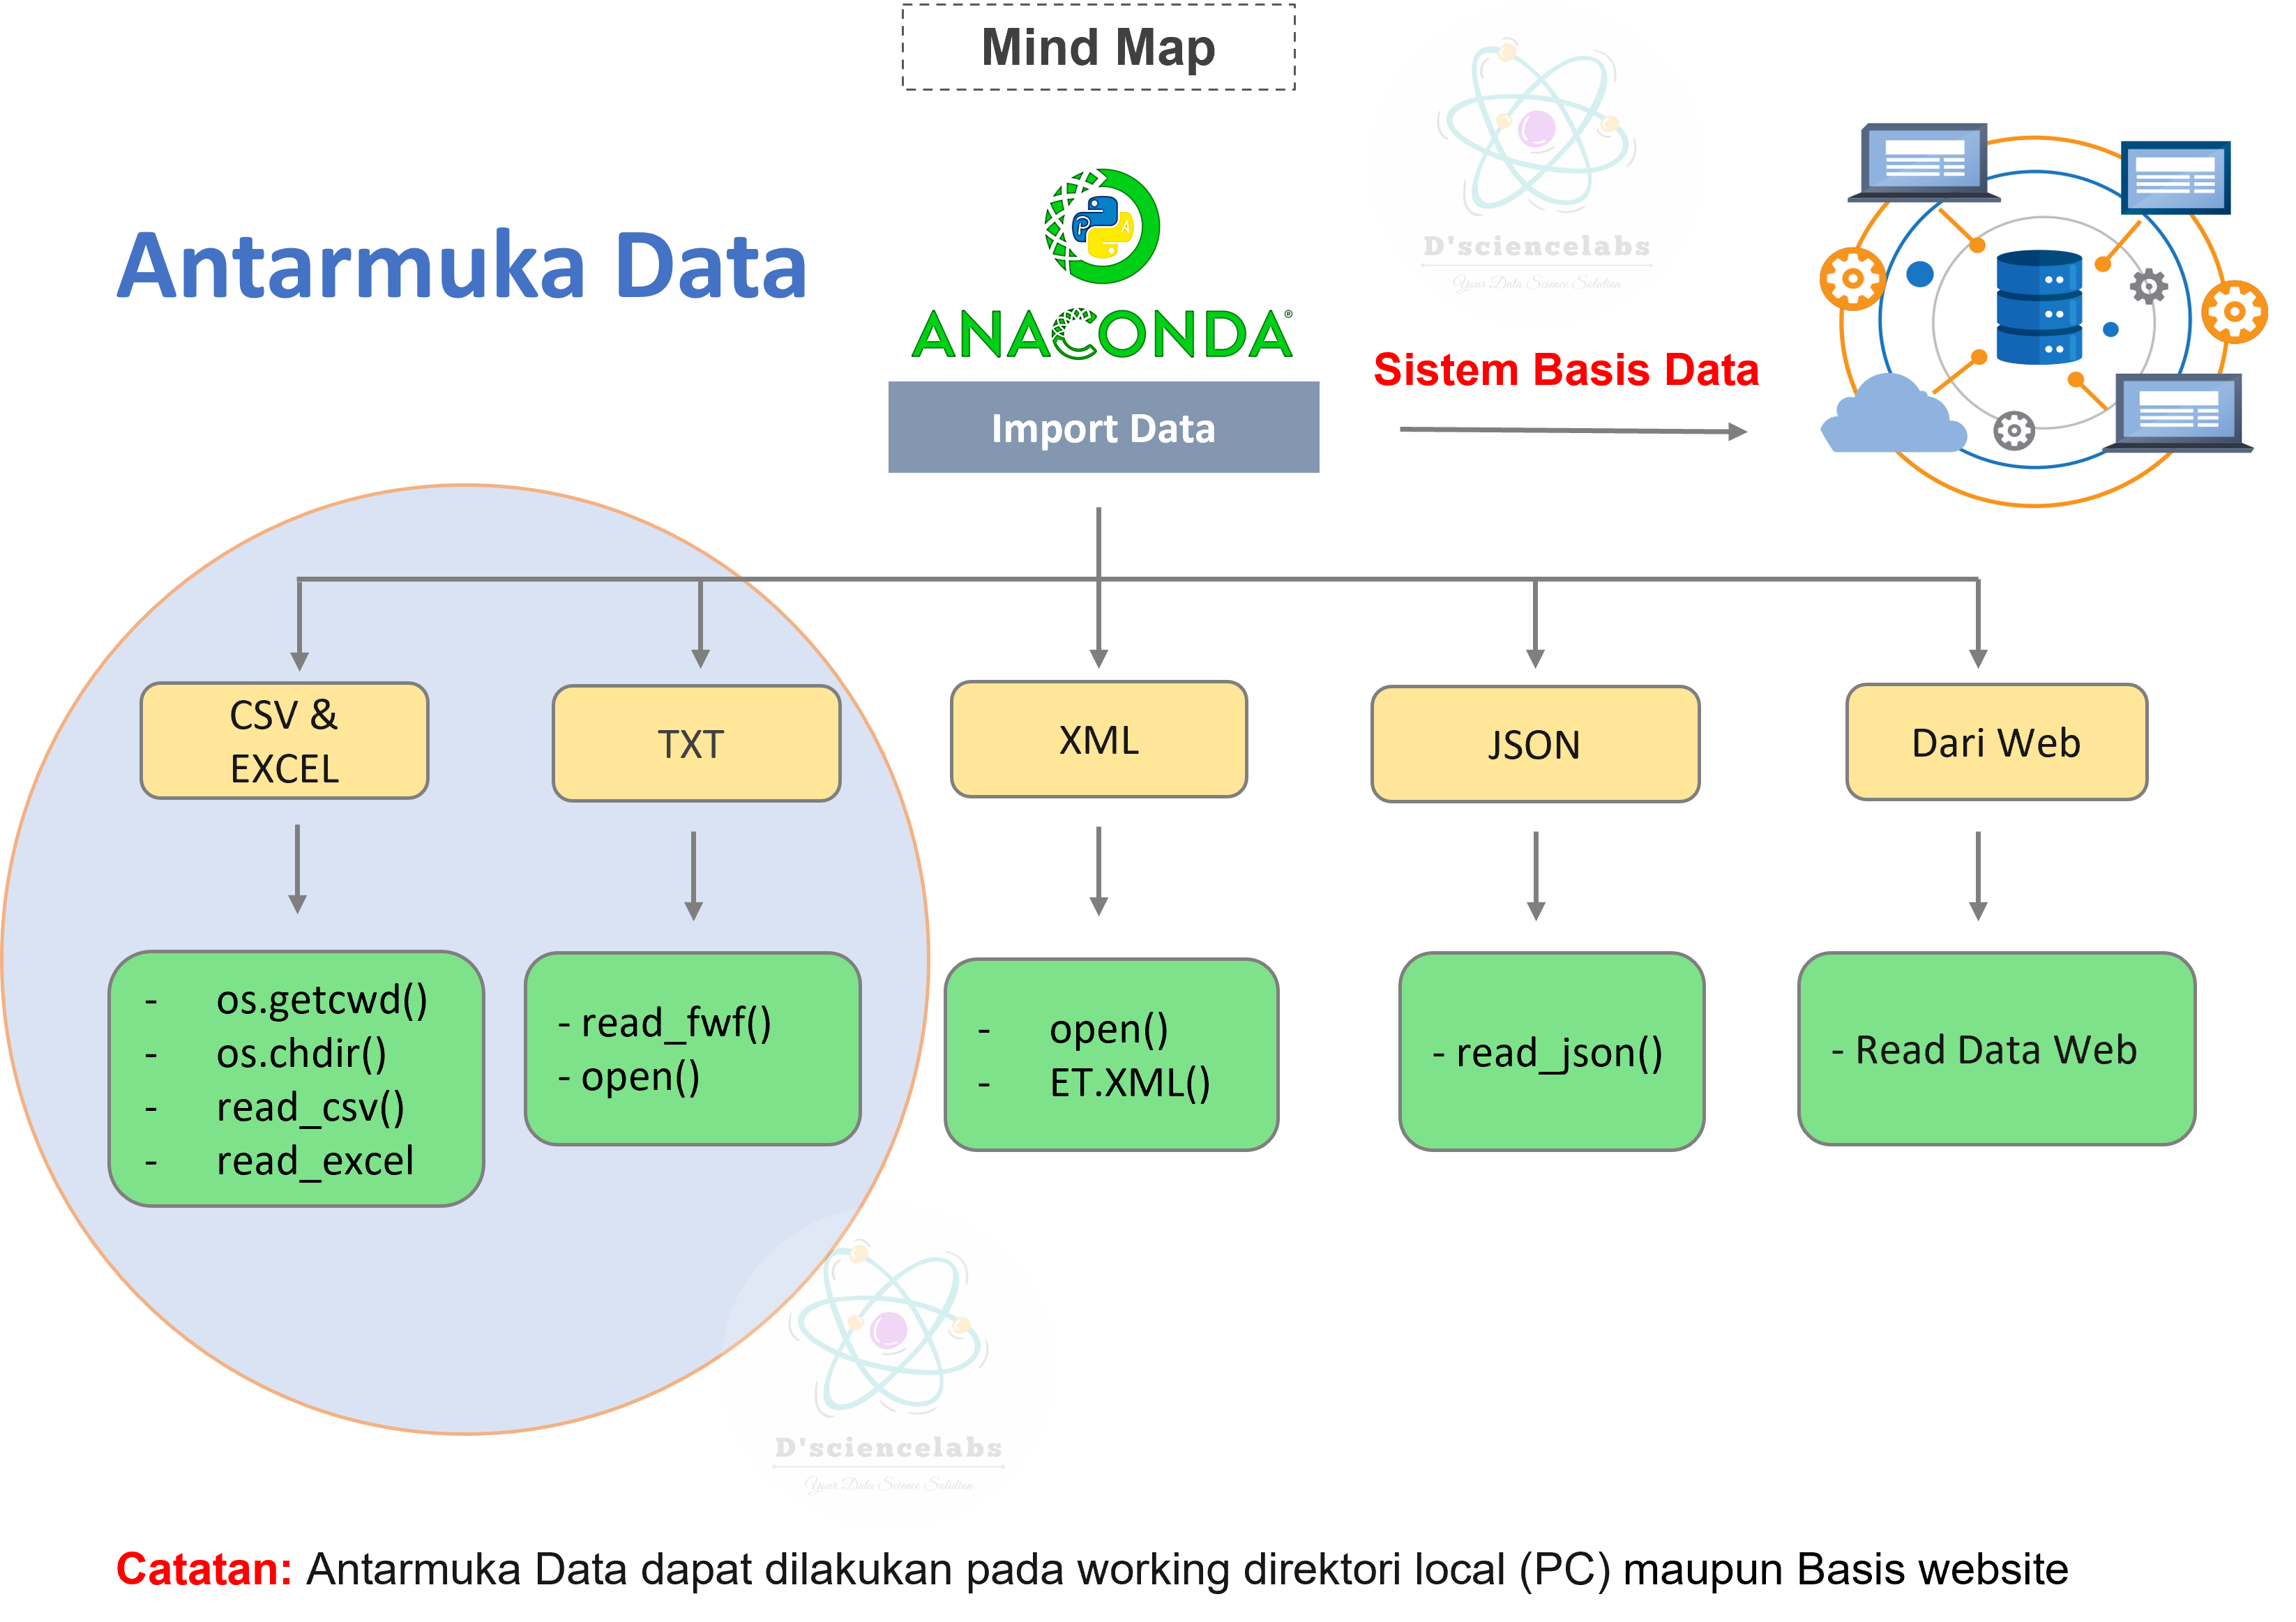 Mind Map
Antarmuka Data
ANACONDA®
D'sciencelabs
Your Data Science Solution
Sistem Basis Data
Import Data
CSV &
EXCEL
TXT
XML
JSON
Dari Web
- os.getcwd()
- os.chdir()
- read_csv()
- read_excel
- read_fwf()
- open()
- open()
- ET.XML()
- read_json()
- Read Data Web
D'sciencelabs
Your Data Science Solution
Catatan: Antarmuka Data dapat dilakukan pada working direktori local (PC) maupun Basis website